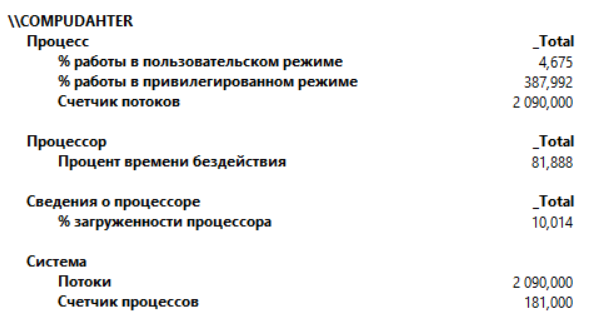 \\COMPUDAHTER
Процесс _Total
% работы в пользовательском режиме 4,675
% работы в привилегированном режиме 387,992
Счетчик потоков 2 090,000
Процессор _Total
Процент времени бездействия 81,888
Сведения о процессоре _Total
% загруженности процессора 10,014
Система
Потоки 2 090,000
Счетчик процессов 181,000